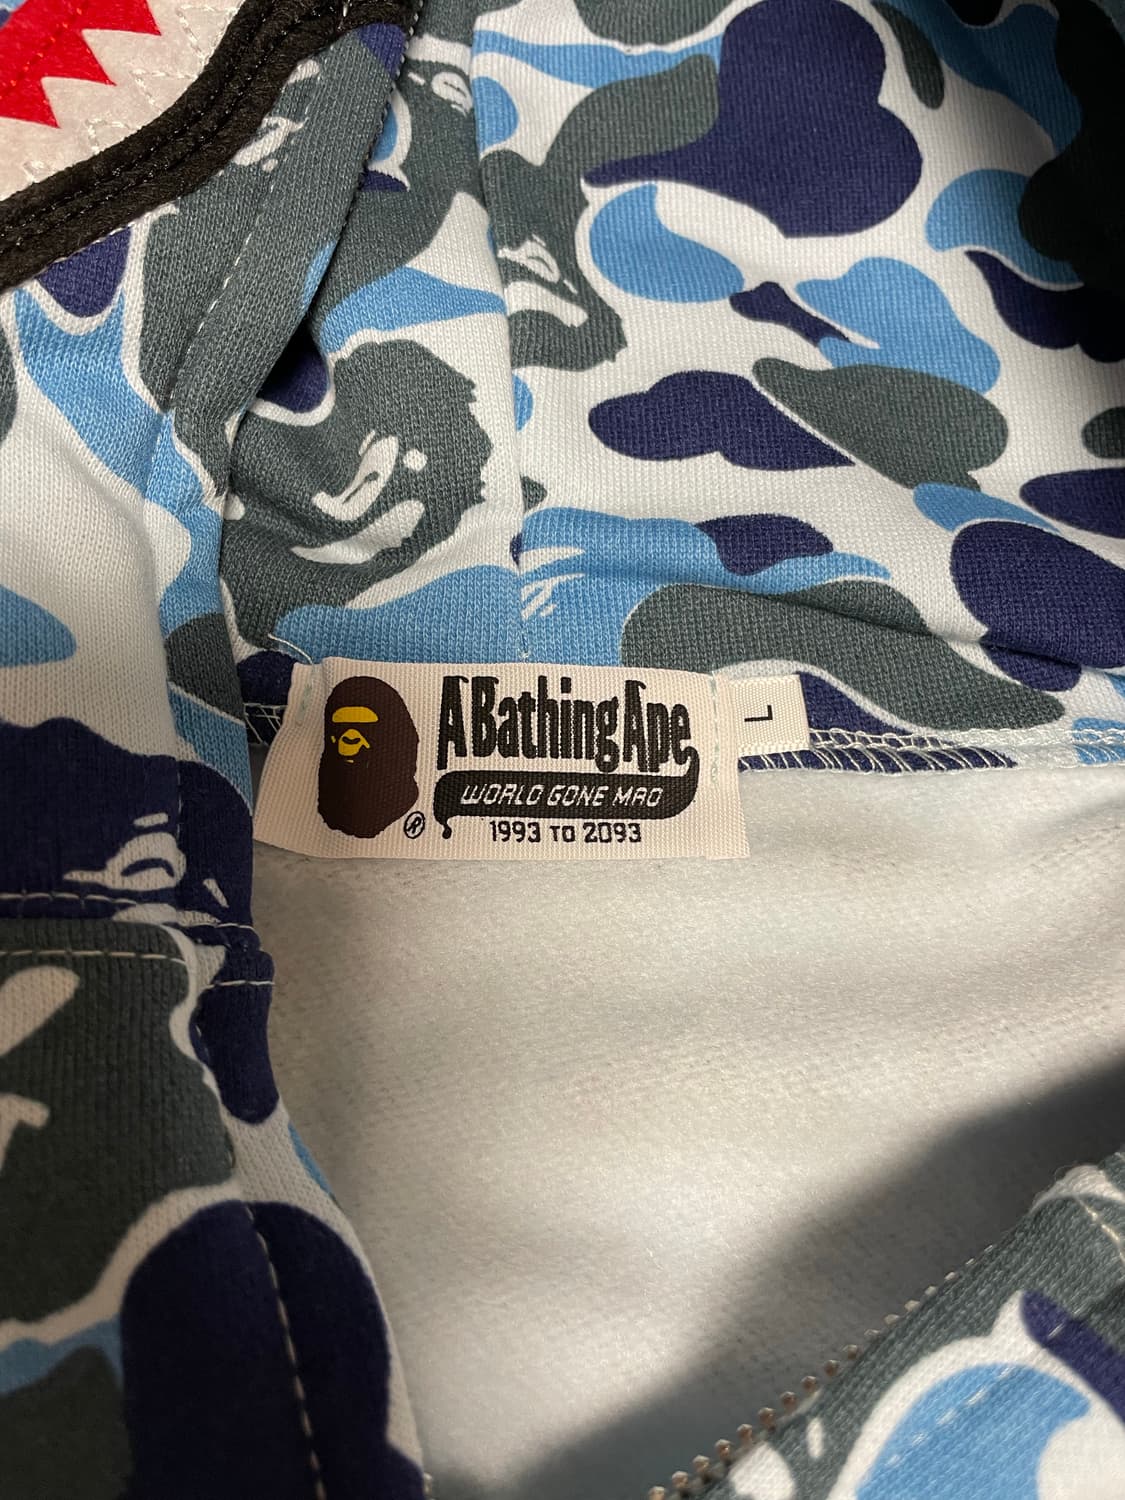 A Bathing Ape
WORLD GONE MAD
1993 TO 2093
®
L